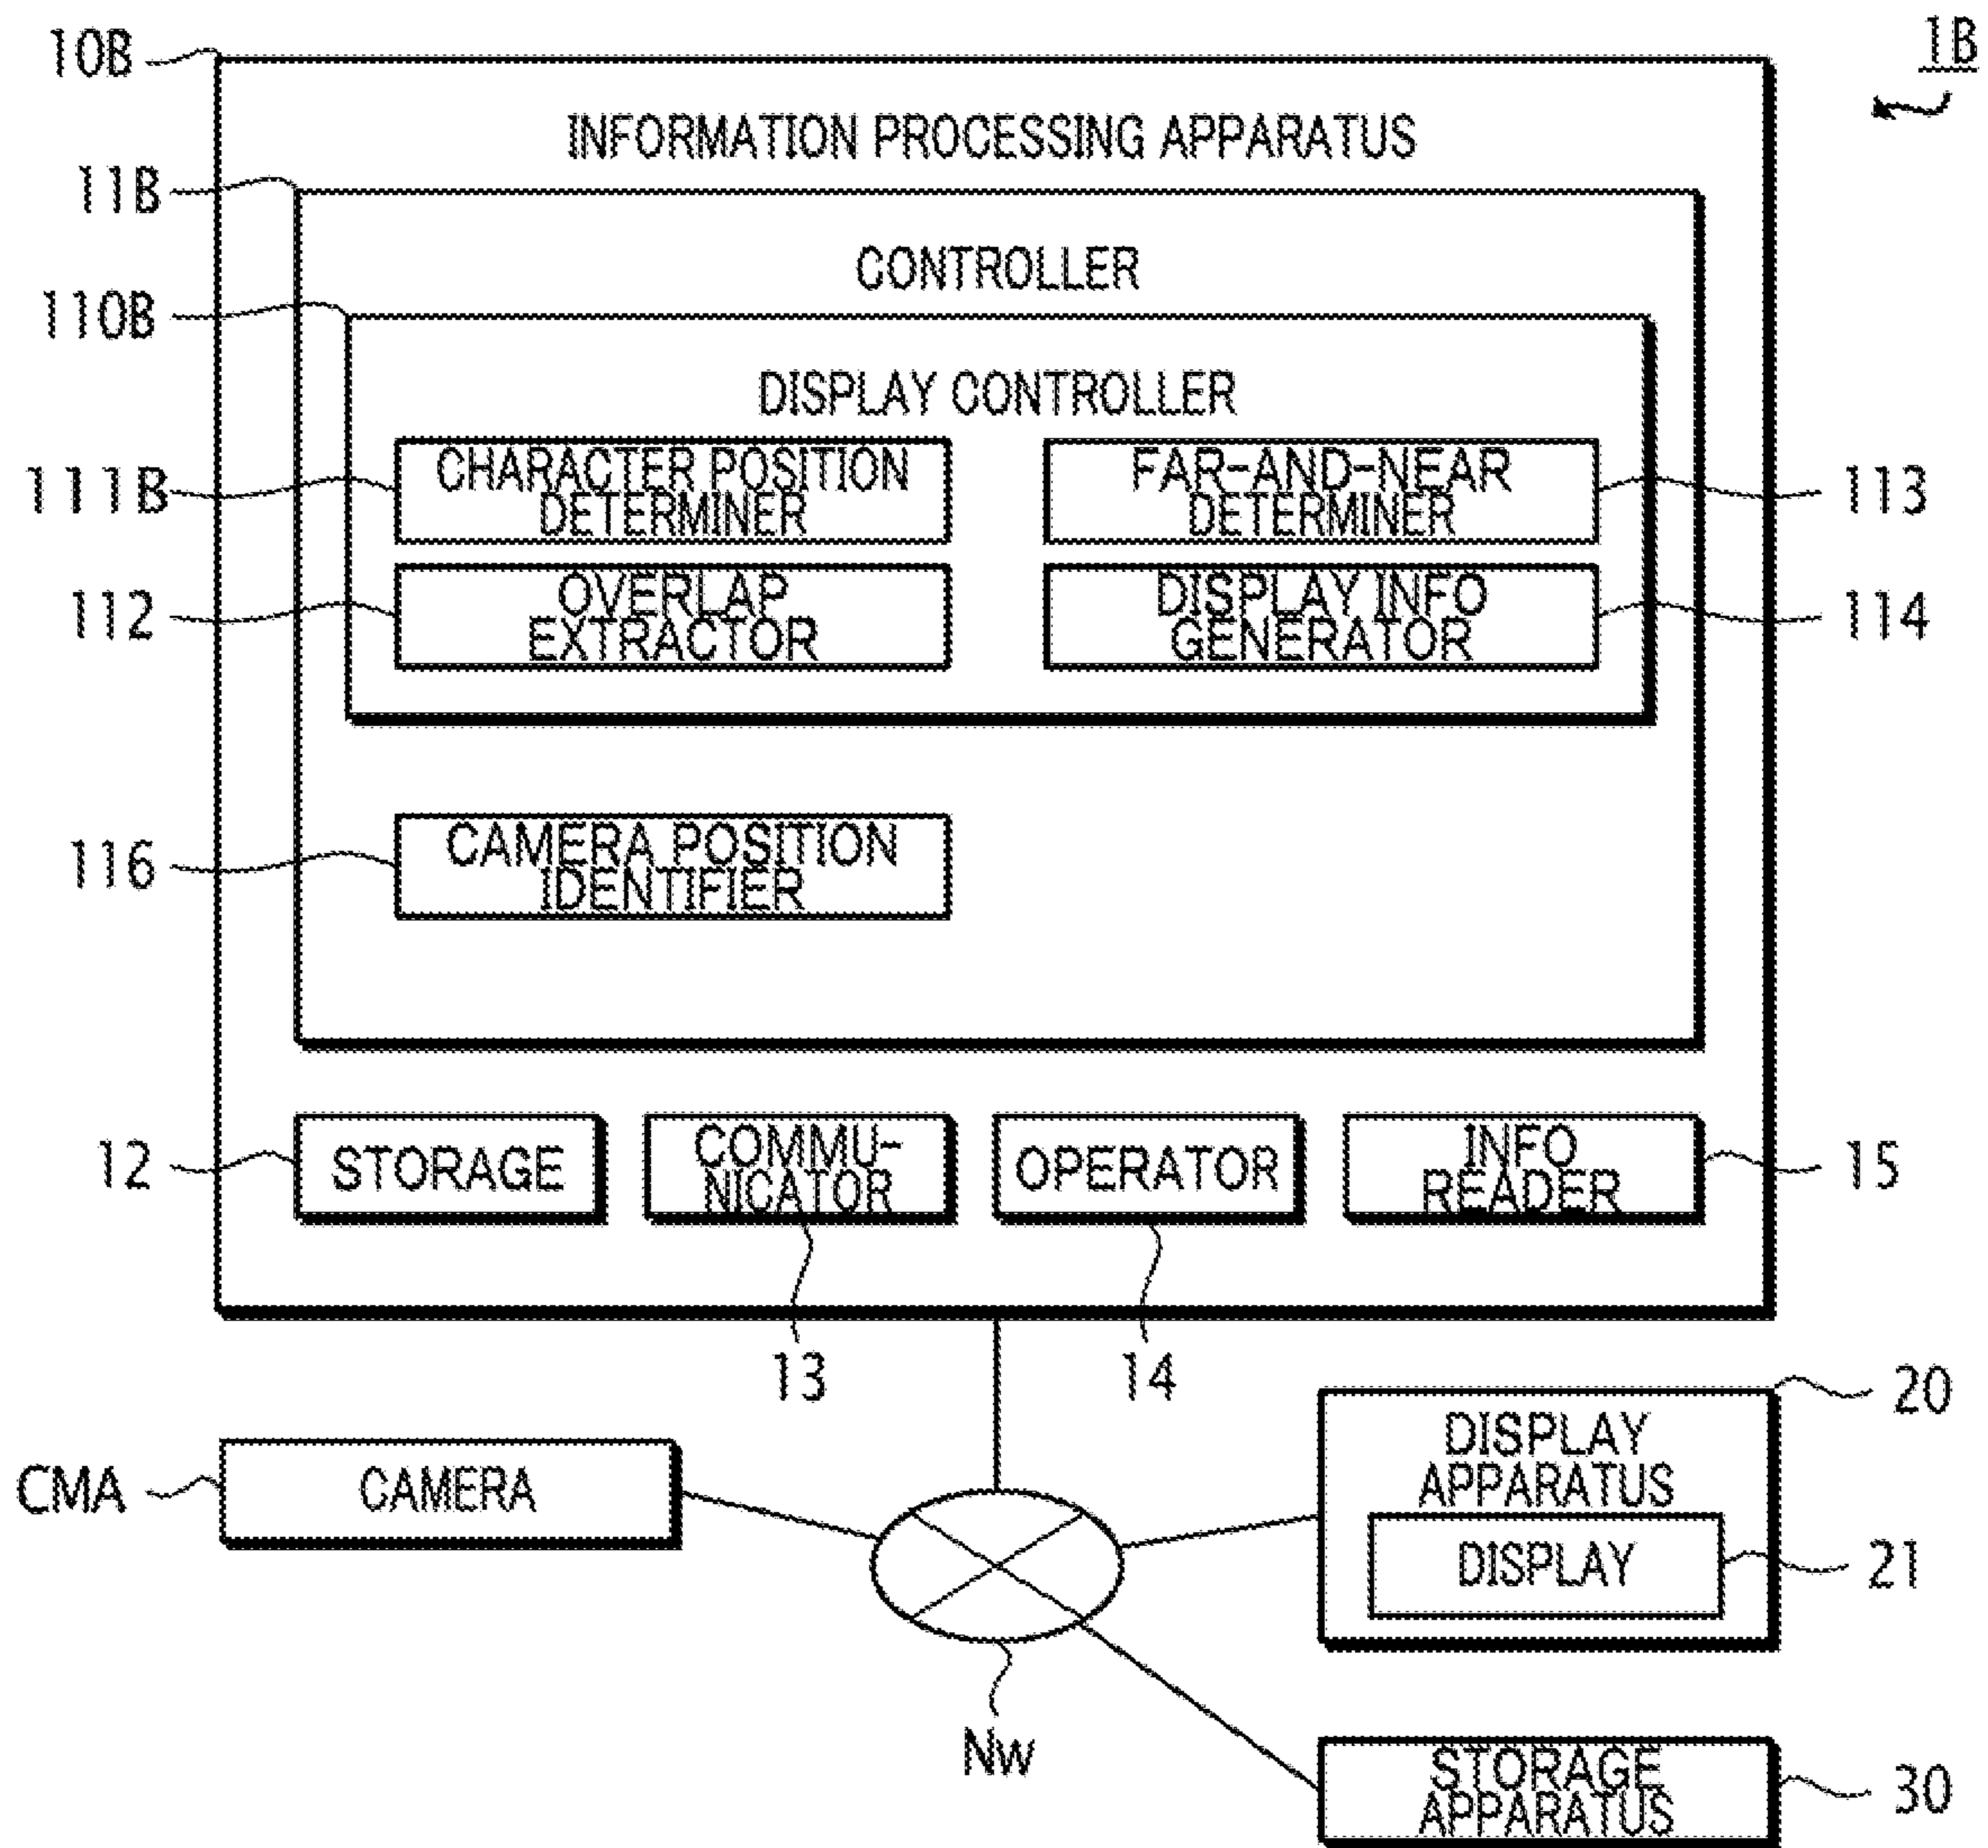 10B
1B
INFORMATION PROCESSING APPARATUS
11B
CONTROLLER
110B
DISPLAY CONTROLLER
111B
CHARACTER POSITION
DETERMINER
FAR-AND-NEAR
DETERMINER
113
112
OVERLAP
EXTRACTOR
DISPLAY INFO
GENERATOR
114
116
CAMERA POSITION
IDENTIFIER
12
STORAGE
COMMU-
NICATOR
OPERATOR
INFO
READER
15
13
14
20
DISPLAY
APPARATUS
CMA
CAMERA
DISPLAY
21
Nw
STORAGE
APPARATUS
30